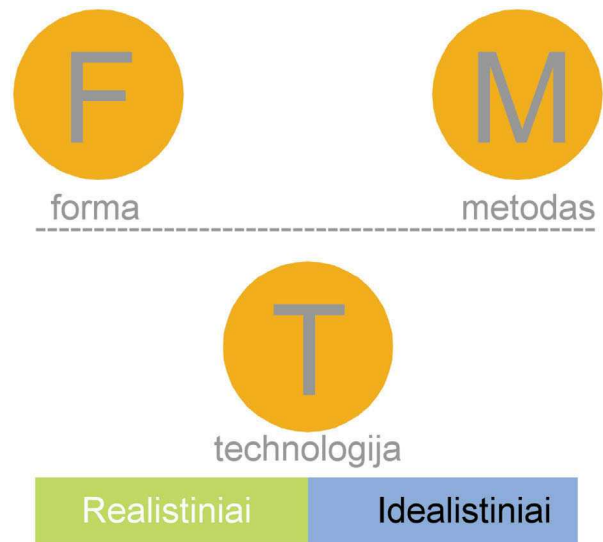 F M
forma metodas
T
technologija
Realistiniai Idealistiniai